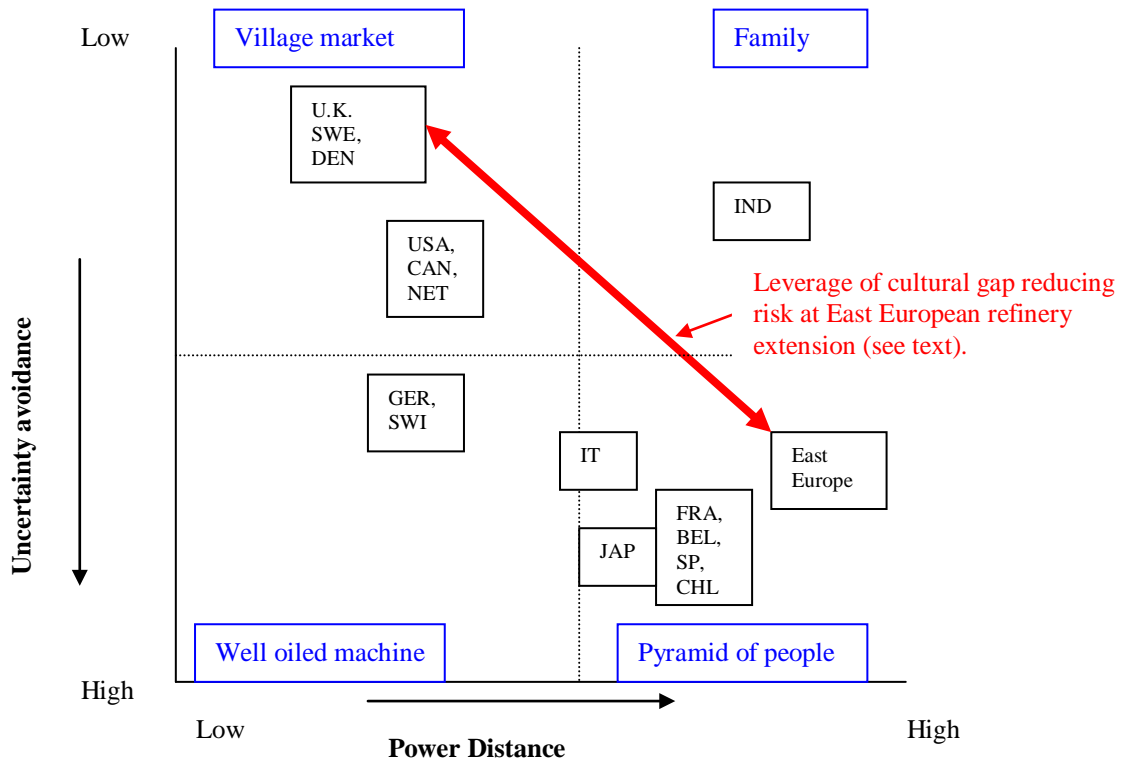 Low
Village market
Family
U.K.
SWE,
DEN
IND
USA,
CAN,
NET
Leverage of cultural gap reducing
risk at East European refinery
extension (see text).
Uncertainty avoidance
GER,
SWI
IT
East
Europe
FRA,
BEL,
SP,
CHL
JAP
Well oiled machine
Pyramid of people
High
Low
High
Power Distance